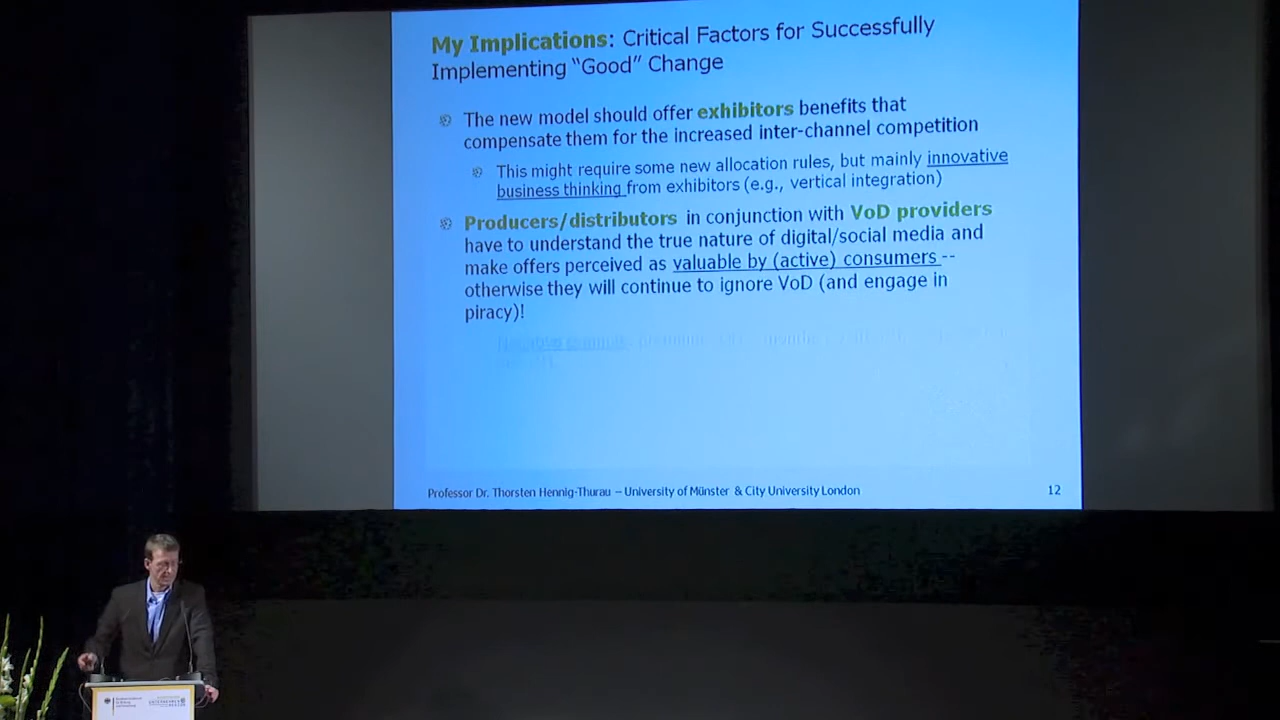 My Implications: Critical Factors for Successfully
Implementing “Good” Change
The new model should offer exhibitors benefits that
compensate them for the increased inter-channel competition
This might require some new allocation rules, but mainly innovative
business thinking from exhibitors (e.g., vertical integration)
Producers/distributors in conjunction with VoD providers
have to understand the true nature of digital/social media and
make offers perceived as valuable by (active) consumers --
otherwise they will continue to ignore VoD (and engage in
piracy)!
Professor Dr. Thorsten Hennig-Thurau – University of Münster & City University London
12